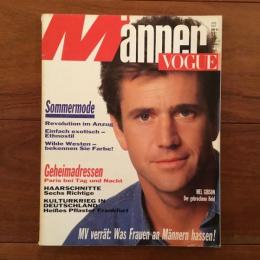 Männer
VOGUE
Sommermode
Revolution im Anzug
Einfach exotisch –
Ethnostil
Wilde Westen –
bekennen Sie Farbe!
Geheimadressen
Paris bei Tag und Nacht
HAARSCHNITTE
Sechs Richtige
KULTURKRIEG IN
DEUTSCHLAND
Heißes Pflaster Frankfurt
MEL GIBSON
Der gebrochene Held
MV verrät: Was Frauen an Männern hassen!